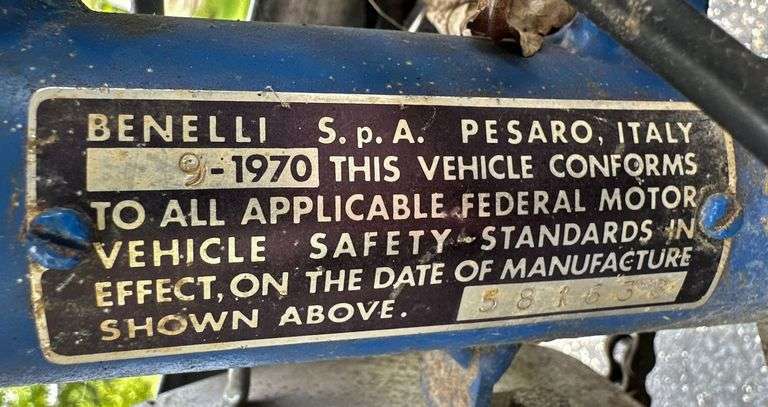 BENELLI S.p.A. PESARO, ITALY
9-1970 THIS VEHICLE CONFORMS
TO ALL APPLICABLE FEDERAL MOTOR
VEHICLE SAFETY-STANDARDS IN
EFFECT, ON THE DATE OF MANUFACTURE
SHOWN ABOVE.